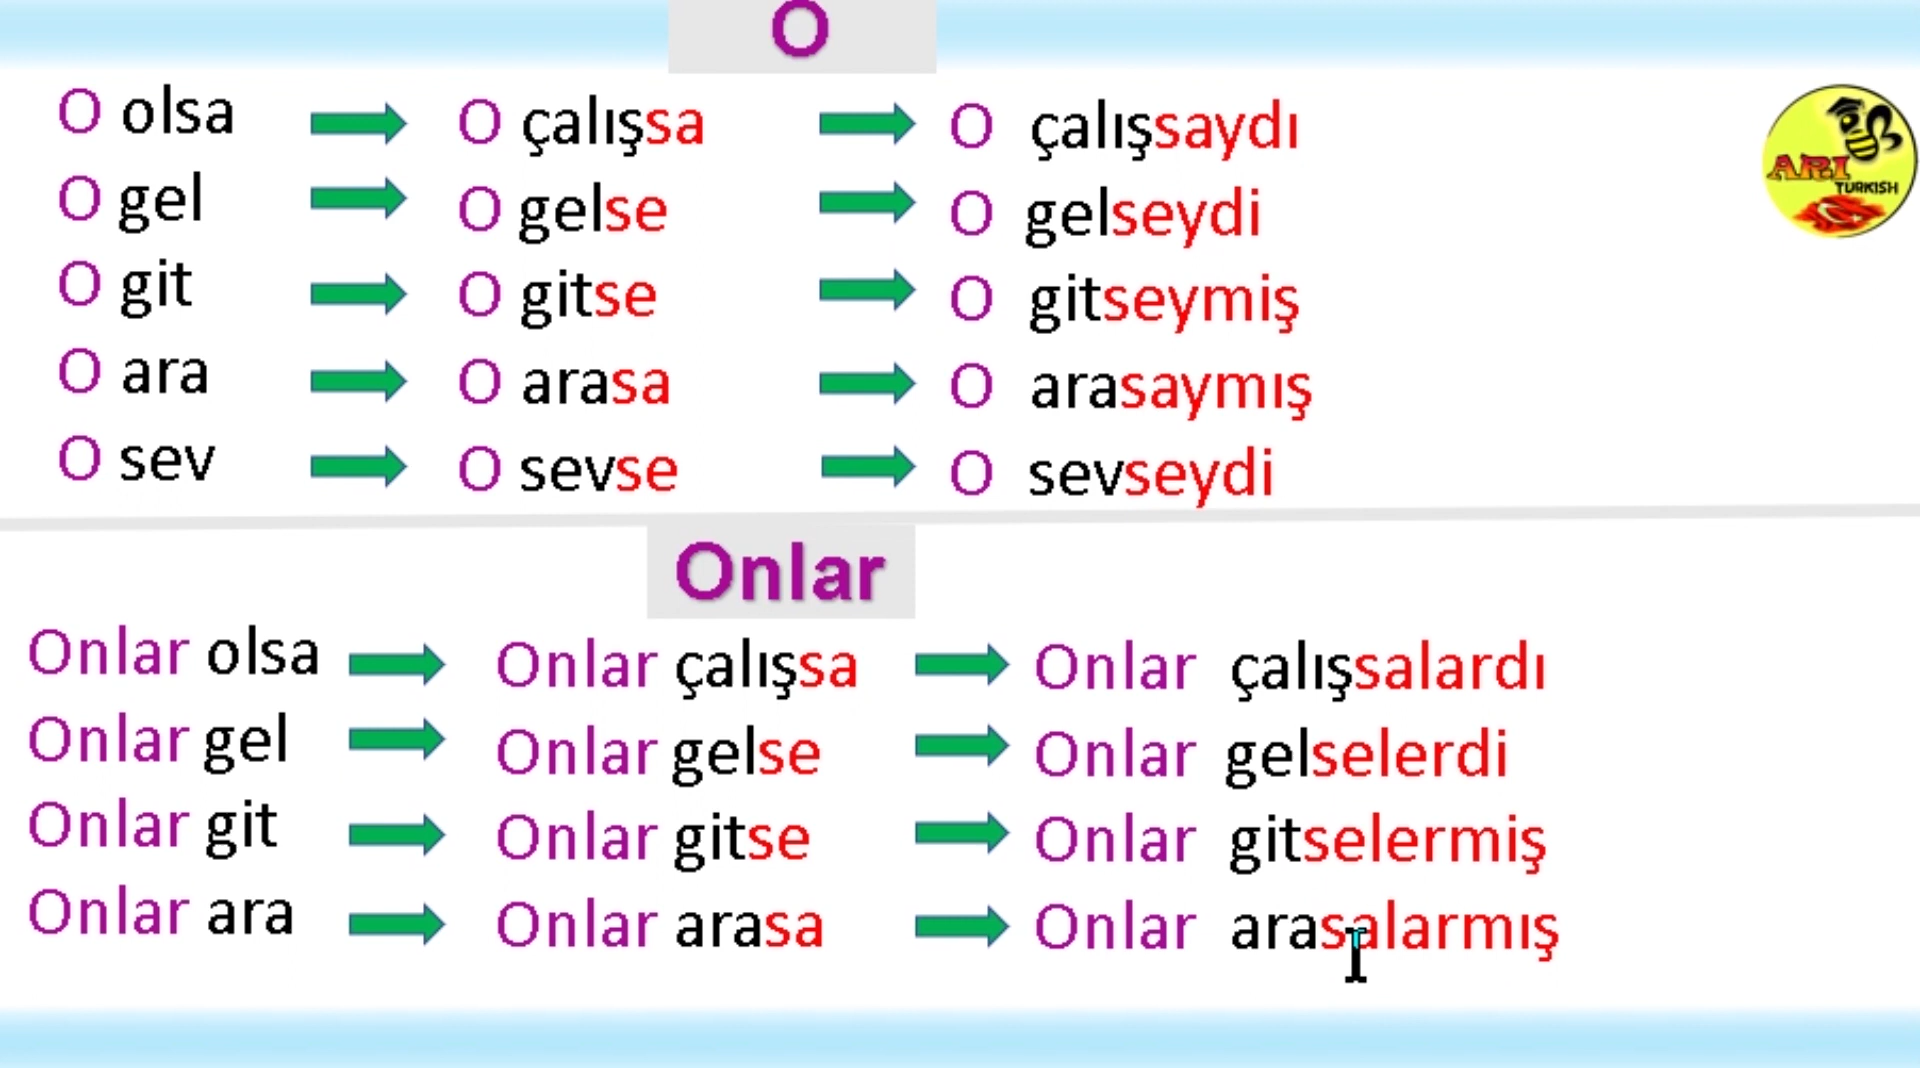 O
O olsa O çalışsa O çalışsaydı
O gel O gelse O gelseydi
O git O gitse O gitseymiş
O ara O arasa O arasaymış
O sev O sevse O sevseydi
ARI
TURKISH
Onlar
Onlar olsa Onlar çalışsa Onlar çalışsalardı
Onlar gel Onlar gelse Onlar gelselerdi
Onlar git Onlar gitse Onlar gitselermiş
Onlar ara Onlar arasa Onlar arasalarmış